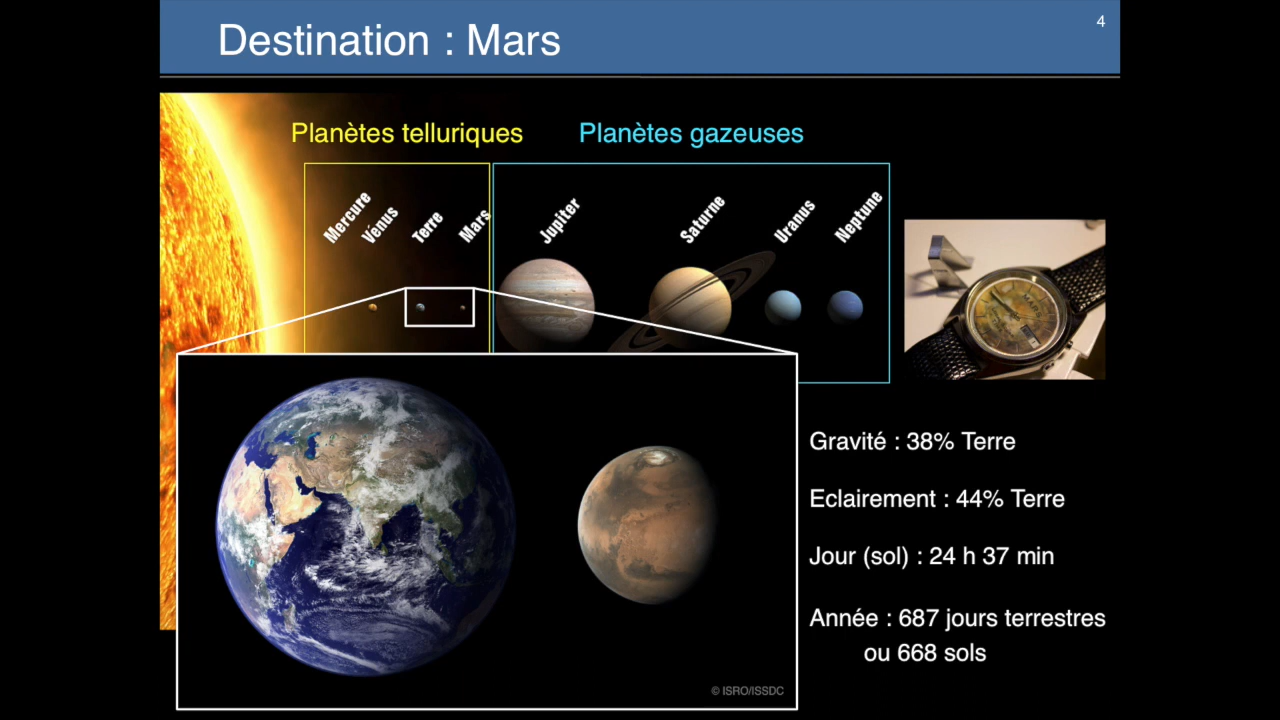 Destination : Mars
4
Planètes telluriques
Planètes gazeuses
Mercure
Vénus
Terre
Mars
Jupiter
Saturne
Uranus
Neptune
Gravité : 38% Terre
Eclairement : 44% Terre
Jour (sol) : 24 h 37 min
Année : 687 jours terrestres
ou 668 sols
© ISRO/ISSDC